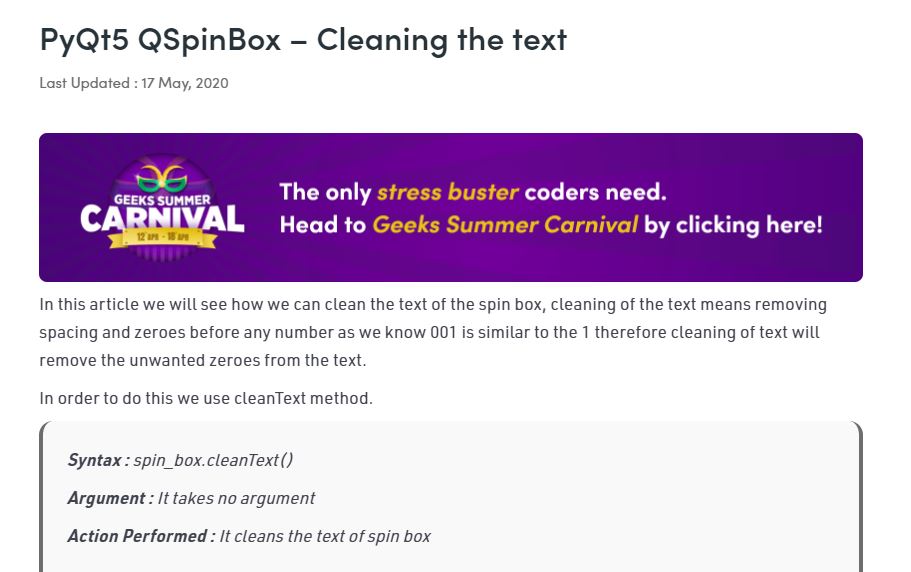 PyQt5 QSpinBox – Cleaning the text
Last Updated : 17 May, 2020
GEEKS SUMMER
CARNIVAL
12 APR - 18 APR
The only stress buster coders need.
Head to Geeks Summer Carnival by clicking here!
In this article we will see how we can clean the text of the spin box, cleaning of the text means removing
spacing and zeroes before any number as we know 001 is similar to the 1 therefore cleaning of text will
remove the unwanted zeroes from the text.
In order to do this we use cleanText method.
Syntax : spin_box.cleanText()
Argument : It takes no argument
Action Performed : It cleans the text of spin box